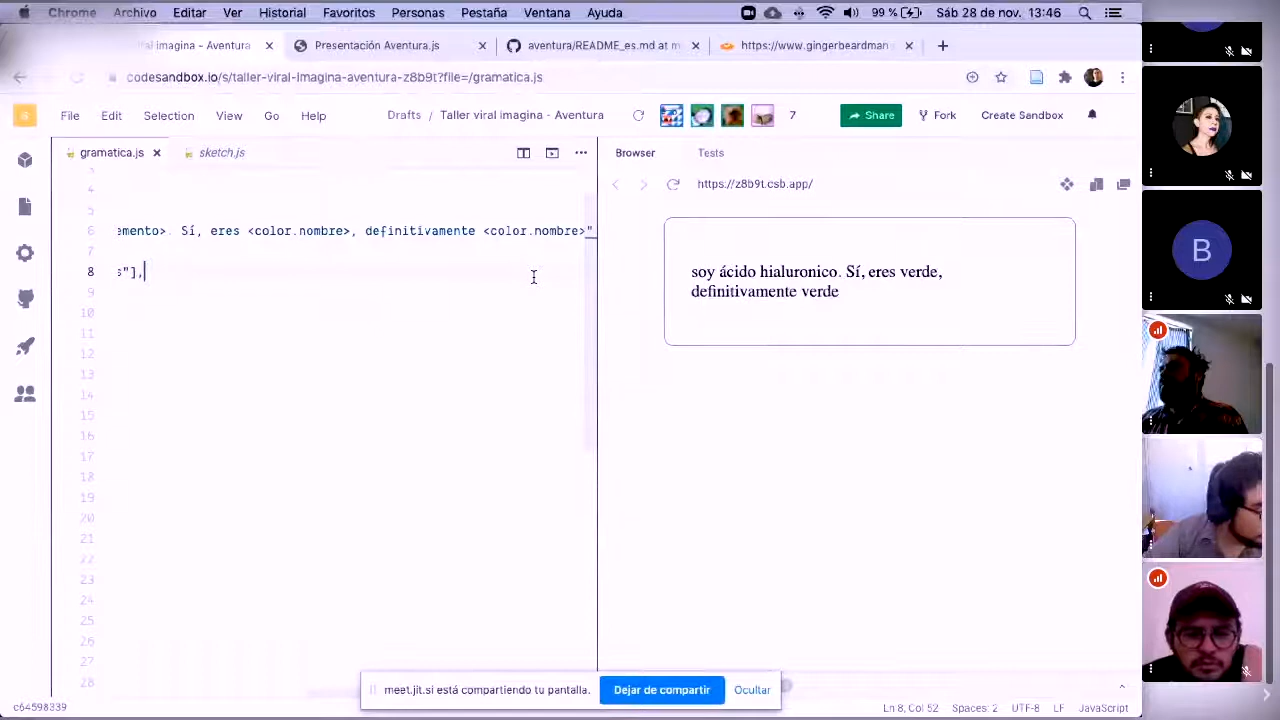 Chrome Archivo Editar Ver Historial Favoritos Personas Pestaña Ventana Ayuda
99 % Sáb 28 de nov. 13:46
ral imagina - Aventura
Presentación Aventura.js
aventura/README_es.md at m
https://www.gingerbeardman
codesandbox.io/s/taller-viral-imagina-aventura-z8b9t?file=/gramatica.js
File Edit Selection View Go Help
Drafts / Taller viral imagina - Aventura
7
Share
Fork
Create Sandbox
gramatica.js
sketch.js
Browser
Tests
https://z8b9t.csb.app/
4
5
6 emento>. Sí, eres <color.nombre>, definitivamente <color.nombre>"
7
8 s"],
9
10
11
12
13
14
15
16
17
18
19
20
21
22
23
24
25
26
27
28
soy ácido hialuronico. Sí, eres verde,
definitivamente verde
B
meet.jit.si está compartiendo tu pantalla.
Dejar de compartir
Ocultar
c64598339
Ln 8, Col 52 Spaces: 2 UTF-8 LF JavaScript